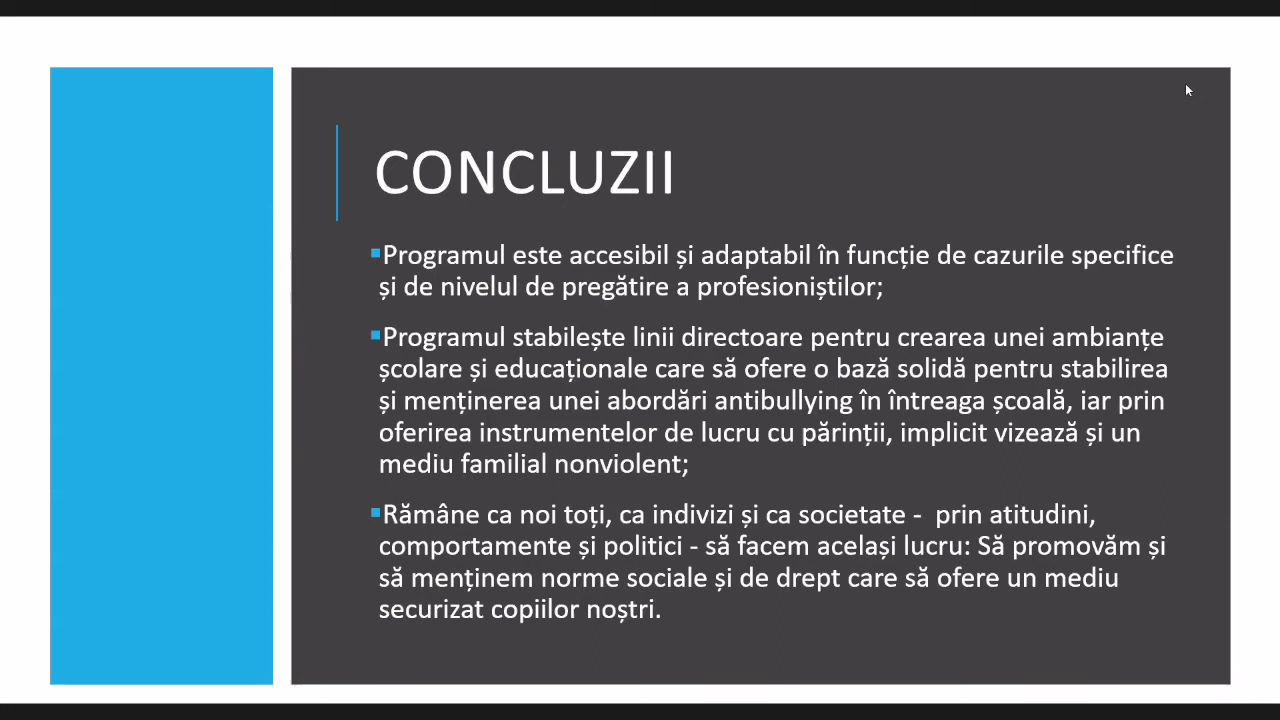 CONCLUZII
▪Programul este accesibil și adaptabil în funcție de cazurile specifice
și de nivelul de pregătire a profesioniștilor;
▪Programul stabilește linii directoare pentru crearea unei ambianțe
școlare și educaționale care să ofere o bază solidă pentru stabilirea
și menținerea unei abordări antibullying în întreaga școală, iar prin
oferirea instrumentelor de lucru cu părinții, implicit vizează și un
mediu familial nonviolent;
▪Rămâne ca noi toți, ca indivizi și ca societate -  prin atitudini,
comportamente și politici - să facem același lucru: Să promovăm și
să menținem norme sociale și de drept care să ofere un mediu
securizat copiilor noștri.